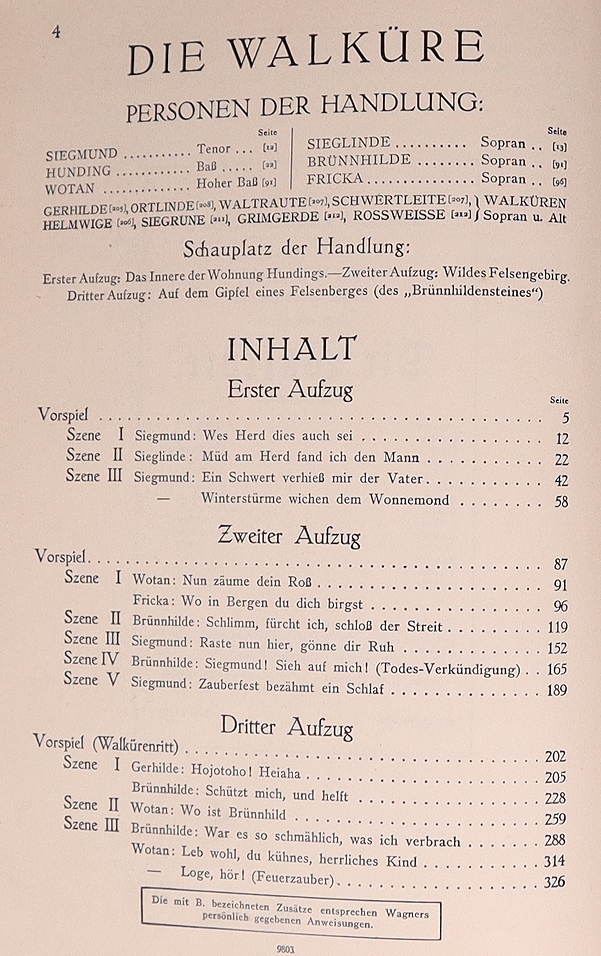 4
DIE WALKÜRE
PERSONEN DER HANDLUNG:
Seite
SIEGMUND ........... Tenor ... [12]
HUNDING ........... Baß ..... [22]
WOTAN ............. Hoher Baß [91]
Seite
SIEGLINDE .......... Sopran .. [13]
BRÜNNHILDE ........ Sopran .. [91]
FRICKA ............. Sopran .. [96]
GERHILDE [205], ORTLINDE [208], WALTRAUTE [207], SCHWERTLEITE [207], } WALKÜREN
HELMWIGE [206], SIEGRUNE [211], GRIMGERDE [212], ROSSWEISSE [212] } Sopran u. Alt
Schauplatz der Handlung:
Erster Aufzug: Das Innere der Wohnung Hundings.—Zweiter Aufzug: Wildes Felsengebirg.
Dritter Aufzug: Auf dem Gipfel eines Felsenberges (des „Brünnhildensteines“)
INHALT
Erster Aufzug
Seite
Vorspiel . . . . . . . . . . 5
Szene I Siegmund: Wes Herd dies auch sei . . . . . . . . . . 12
Szene II Sieglinde: Müd am Herd fand ich den Mann . . . . . . . . . . 22
Szene III Siegmund: Ein Schwert verhieß mir der Vater . . . . . . . . . . 42
— Winterstürme wichen dem Wonnemond . . . . . . . . 58
Zweiter Aufzug
Vorspiel . . . . . . . . . . 87
Szene I Wotan: Nun zäume dein Roß . . . . . . . . . . 91
Fricka: Wo in Bergen du dich birgst . . . . . . . . . . 96
Szene II Brünnhilde: Schlimm, fürcht ich, schloß der Streit . . . . . . . . . 119
Szene III Siegmund: Raste nun hier, gönne dir Ruh . . . . . . . . . . 152
Szene IV Brünnhilde: Siegmund! Sieh auf mich! (Todes-Verkündigung) . . 165
Szene V Siegmund: Zauberfest bezähmt ein Schlaf . . . . . . . . . . 189
Dritter Aufzug
Vorspiel (Walkürenritt) . . . . . . . . . . 202
Szene I Gerhilde: Hojotoho! Heiaha . . . . . . . . . . 205
Brünnhilde: Schützt mich, und helft . . . . . . . . . . 228
Szene II Wotan: Wo ist Brünnhild . . . . . . . . . . 259
Szene III Brünnhilde: War es so schmählich, was ich verbrach . . . . . . . 288
Wotan: Leb wohl, du kühnes, herrliches Kind . . . . . . . . . . 314
— Loge, hör! (Feuerzauber) . . . . . . . . . . 326
Die mit B. bezeichneten Zusätze entsprechen Wagners
persönlich gegebenen Anweisungen.
9803